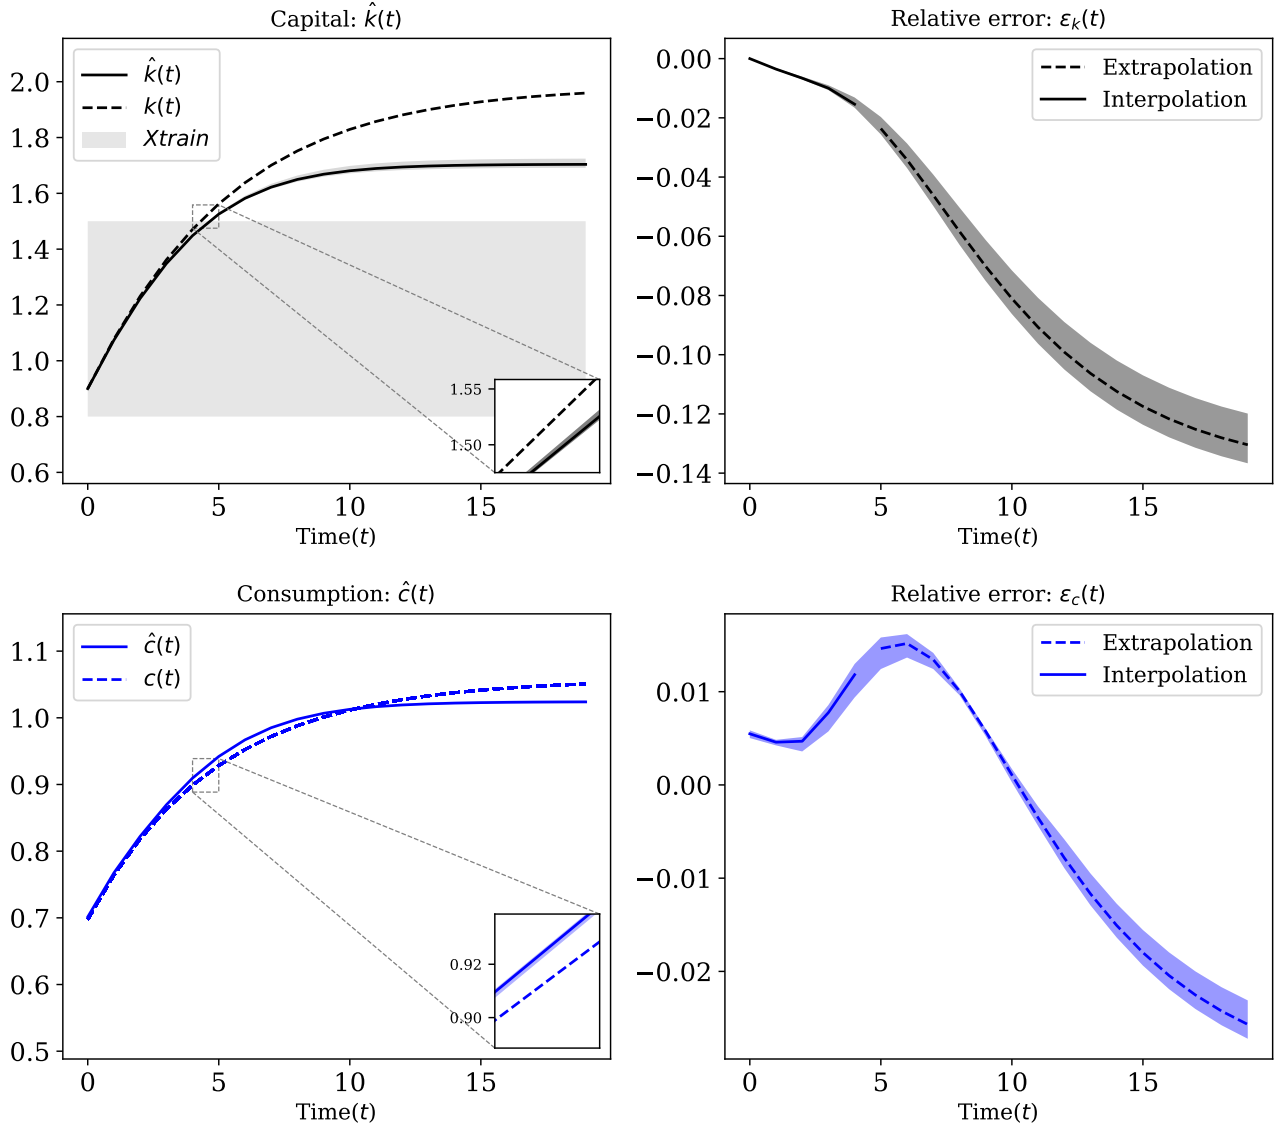 Capital: k̂(t)
2.0
1.8
1.6
1.4
1.2
1.0
0.8
0.6
k̂(t)
k(t)
Xtrain
1.55
1.50
0
5
10
15
Time(t)
Relative error: ε_k(t)
0.00
−0.02
−0.04
−0.06
−0.08
−0.10
−0.12
−0.14
Extrapolation
Interpolation
0
5
10
15
Time(t)
Consumption: ĉ(t)
1.1
1.0
0.9
0.8
0.7
0.6
0.5
ĉ(t)
c(t)
0.92
0.90
0
5
10
15
Time(t)
Relative error: ε_c(t)
0.01
0.00
−0.01
−0.02
Extrapolation
Interpolation
0
5
10
15
Time(t)